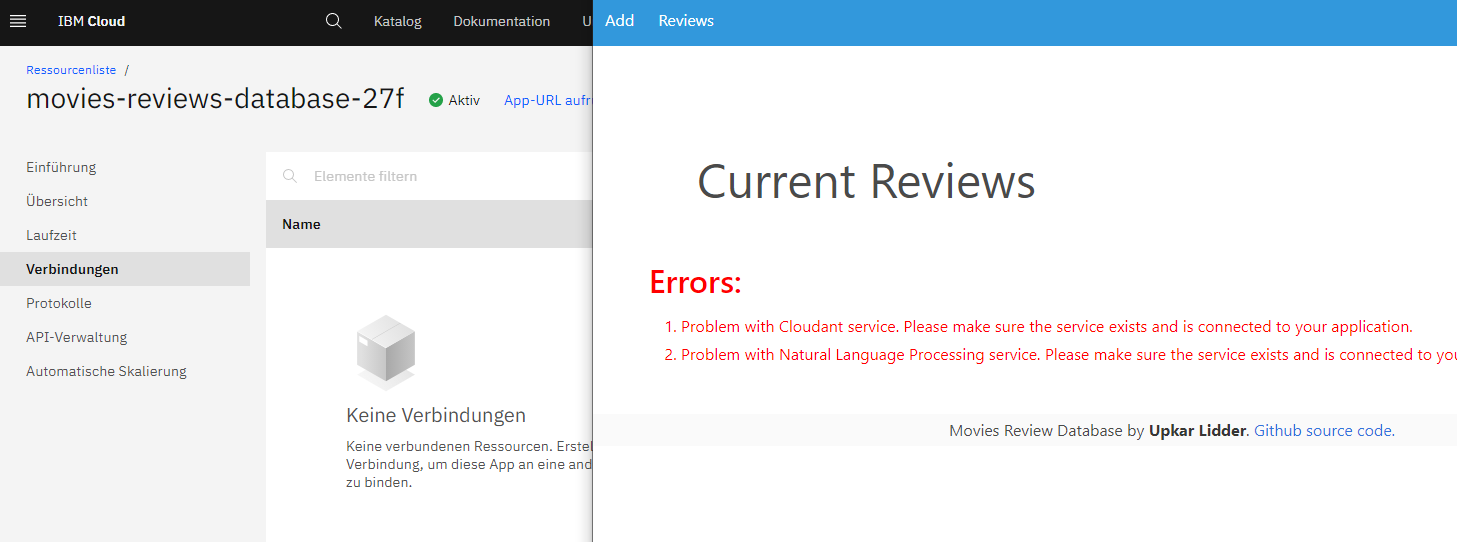 IBM Cloud
Katalog
Dokumentation
Ressourcenliste /
movies-reviews-database-27f
Aktiv
App-URL
Einführung
Übersicht
Laufzeit
Verbindungen
Protokolle
API-Verwaltung
Automatische Skalierung
Elemente filtern
Name
Keine Verbindungen
Keine verbundenen Ressourcen.
Verbindung, um diese App an eine
zu binden.
Add
Reviews
Current Reviews
Errors:
1. Problem with Cloudant service. Please make sure the service exists and is connected to your application.
2. Problem with Natural Language Processing service. Please make sure the service exists and is connected to
Movies Review Database by Upkar Lidder. Github source code.